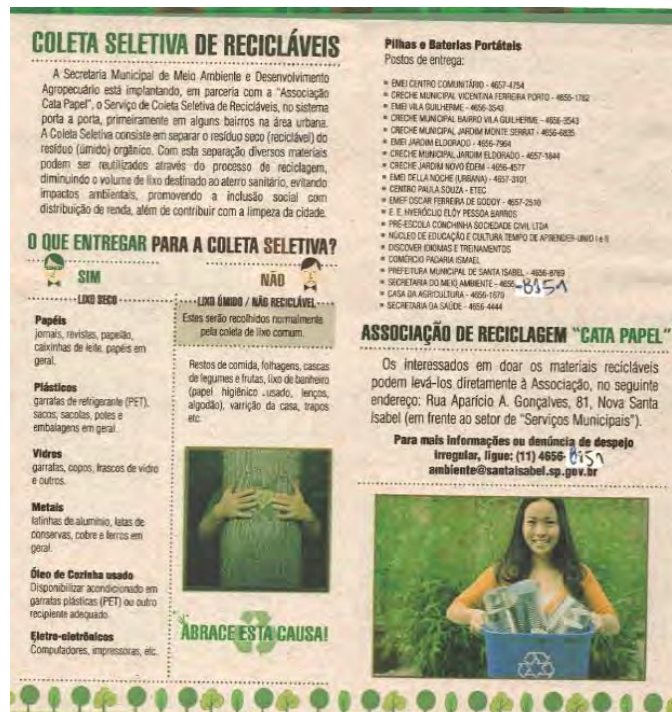 COLETA SELETIVA DE RECICLÁVEIS
A Secretaria Municipal de Meio Ambiente e Desenvolvimento
Agropecuário está implantando, em parceria com a "Associação
Cata Papel", o Serviço de Coleta Seletiva de Recicláveis, no sistema
porta a porta, primeiramente em alguns bairros na área urbana.
A Coleta Seletiva consiste em separar o resíduo seco (reciclável) do
resíduo (úmido) orgânico. Com esta separação diversos materiais
podem ser reutilizados através do processo de reciclagem,
diminuindo o volume de lixo destinado ao aterro sanitário, evitando
impactos ambientais, promovendo a inclusão social com
distribuição de renda, além de contribuir com a limpeza da cidade.
O QUE ENTREGAR PARA A COLETA SELETIVA?
SIM
LIXO SECO
Papéis
jornais, revistas, papelão,
caixinhas de leite, papéis em
geral.
Plásticos
garrafas de refrigerante (PET),
sacos, sacolas, potes e
embalagens em geral.
Vidros
garrafas, copos, frascos de vidro
e outros.
Metais
latinhas de alumínio, latas de
conservas, cobre e ferros em
geral.
Óleo de Cozinha usado
Disponibilizar acondicionado em
garrafas plásticas (PET) ou outro
recipiente adequado.
Eletro-eletrônicos
Computadores, impressoras, etc.
NÃO
LIXO ÚMIDO / NÃO RECICLÁVEL
Estes serão recolhidos normalmente
pela coleta de lixo comum.
Restos de comida, folhagens, cascas
de legumes e frutas, lixo de banheiro
(papel higiênico usado, lenços,
algodão), varrição da casa, trapos
etc.
ABRACE ESTA CAUSA!
Pilhas e Baterias Portáteis
Postos de entrega:
EMEI CENTRO COMUNITÁRIO - 4657-4754
CRECHE MUNICIPAL VICENTINA FERREIRA PORTO - 4656-1762
EMEI VILA GUILHERME - 4656-3543
CRECHE MUNICIPAL BAIRRO VILA GUILHERME - 4656-3543
CRECHE MUNICIPAL JARDIM MONTE SERRAT - 4656-6835
EMEI JARDIM ELDORADO - 4656-7964
CRECHE MUNICIPAL JARDIM ELDORADO - 4657-1844
CRECHE JARDIM NOVO ÉDEM - 4656-4577
EMEI DELLA NOCHE (URBANA) - 4657-3101
CENTRO PAULA SOUZA - ETEC
EMEF OSCAR FERREIRA DE GODOY - 4657-2510
E. E. HYERÓCLIO ELÓY PESSOA BARROS
PRÉ-ESCOLA CONCHINHA SOCIEDADE CIVIL LTDA
NÚCLEO DE EDUCAÇÃO E CULTURA TEMPO DE APRENDER-UNID I e II
DISCOVER IDIOMAS E TREINAMENTOS
COMÉRCIO PADARIA ISMAEL
PREFEITURA MUNICIPAL DE SANTA ISABEL - 4656-8769
SECRETARIA DO MEIO AMBIENTE - 4656-8151
CASA DA AGRICULTURA - 4656-1670
SECRETARIA DA SAÚDE - 4656-4444
ASSOCIAÇÃO DE RECICLAGEM "CATA PAPEL"
Os interessados em doar os materiais recicláveis
podem levá-los diretamente à Associação, no seguinte
endereço: Rua Aparício A. Gonçalves, 81, Nova Santa
Isabel (em frente ao setor de "Serviços Municipais").
Para mais informações ou denúncia de despejo
irregular, ligue: (11) 4656-8151
ambiente@santaisabel.sp.gov.br